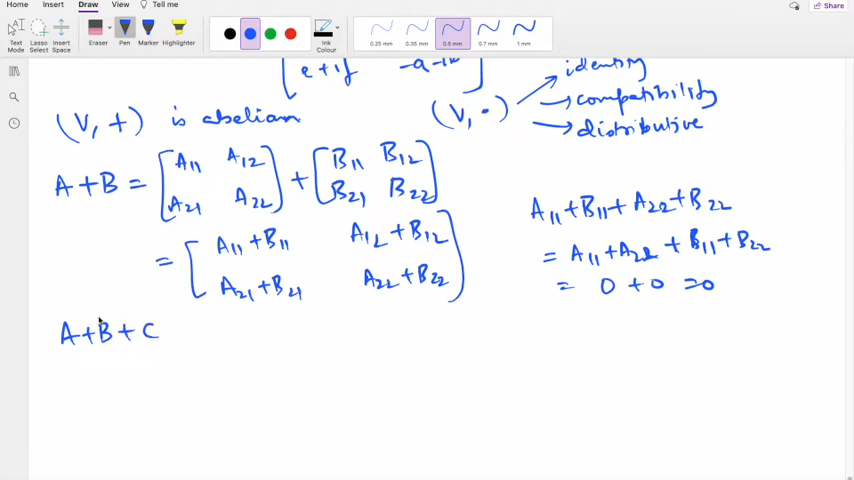 Home Insert Draw View Tell me Share
Text Mode Lasso Select Insert Space Eraser Pen Marker Highlighter Ink Colour 0.25 mm 0.35 mm 0.5 mm 0.7 mm 1 mm
identity
(V, +) is abelian (V, ·) compatibility
distributive
A+B = [A11 A12 A21 A22] + [B11 B12 B21 B22]
= [A11+B11 A12+B12 A21+B21 A22+B22]
A11+B11+A22+B22
= A11+A22+B11+B22
= 0+0=0
A+B+C